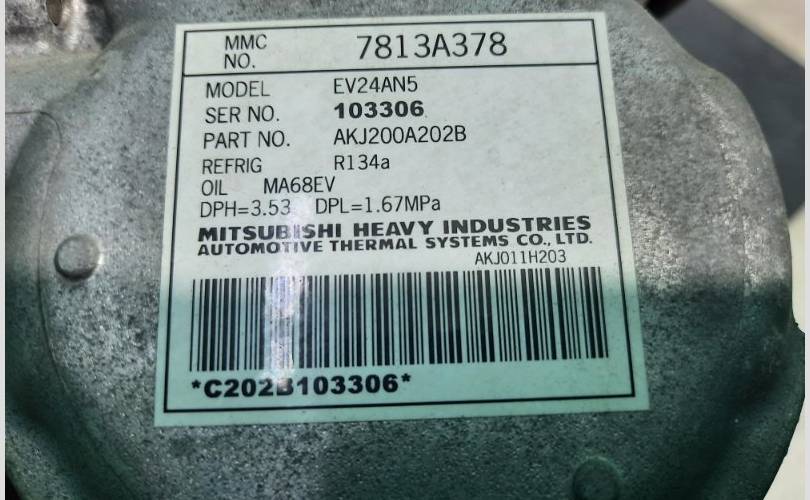 MMC NO. 7813A378
MODEL EV24AN5
SER NO. 103306
PART NO. AKJ200A202B
REFRIG R134a
OIL MA68EV
DPH=3.53 DPL=1.67MPa
MITSUBISHI HEAVY INDUSTRIES
AUTOMOTIVE THERMAL SYSTEMS CO., LTD.
AKJ011H203
*C202B103306*